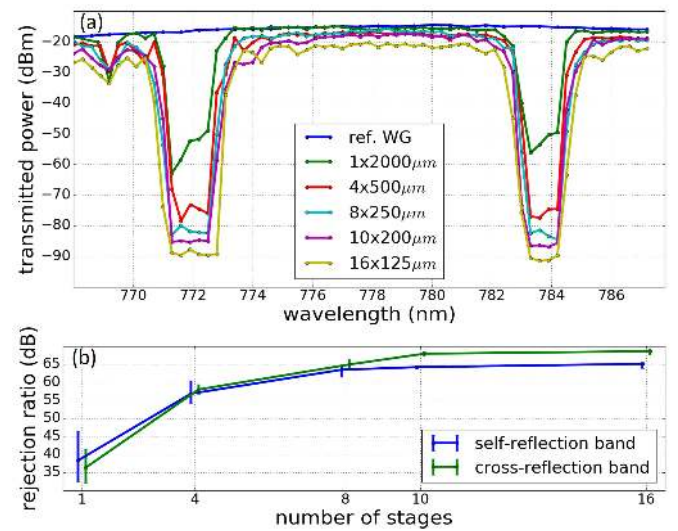 (a)
transmitted power (dBm)
−20
−30
−40
−50
−60
−70
−80
−90
ref. WG
1x2000μm
4x500μm
8x250μm
10x200μm
16x125μm
770 772 774 776 778 780 782 784 786
wavelength (nm)
(b)
rejection ratio (dB)
65
60
55
50
45
40
35
self-reflection band
cross-reflection band
1 4 8 10 16
number of stages